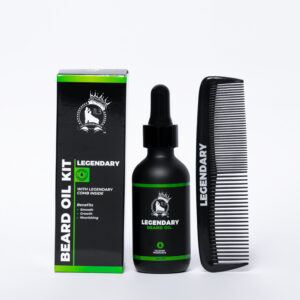 BEARD OIL KIT
LEGENDARY
WITH LEGENDARY
COMB INSIDE
Benefits
- Smooth
- Growth
- Nourishing
LEGENDARY
BEARD OIL
LEGENDARY